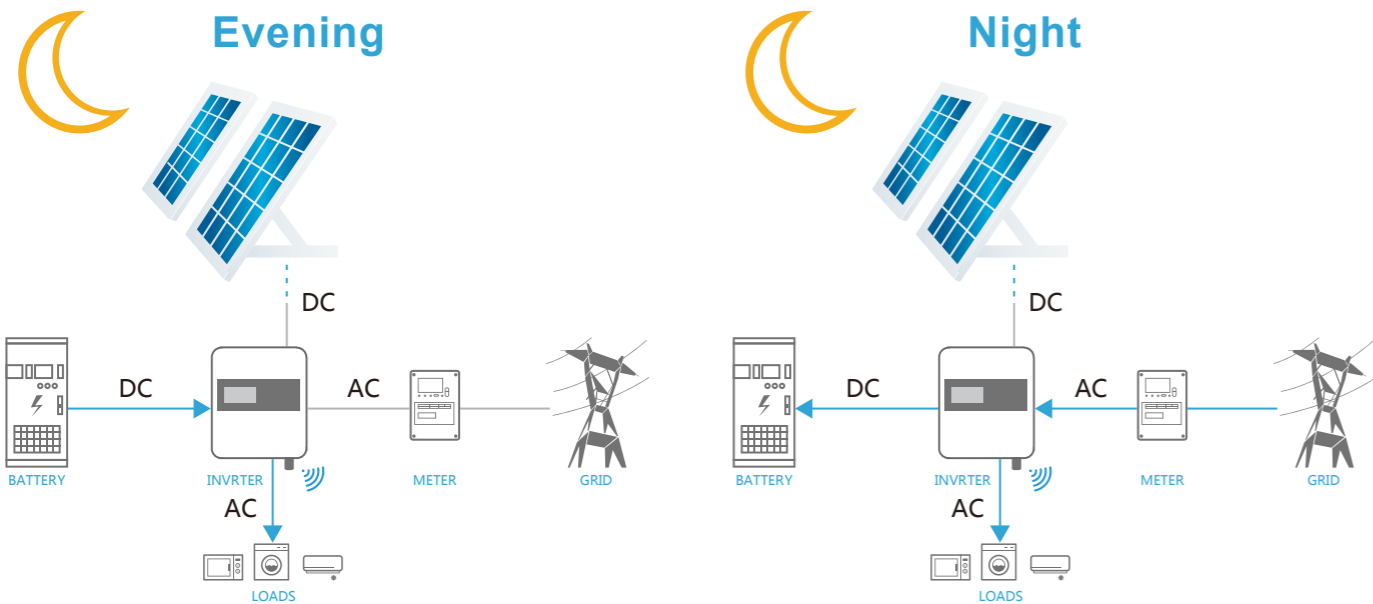 Evening
DC
DC
AC
BATTERY
INVRTER
METER
GRID
AC
LOADS
Night
DC
DC
AC
BATTERY
INVRTER
METER
GRID
AC
LOADS